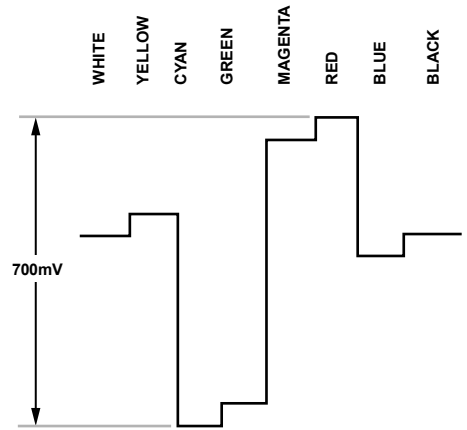 WHITE
YELLOW
CYAN
GREEN
MAGENTA
RED
BLUE
BLACK
700mV